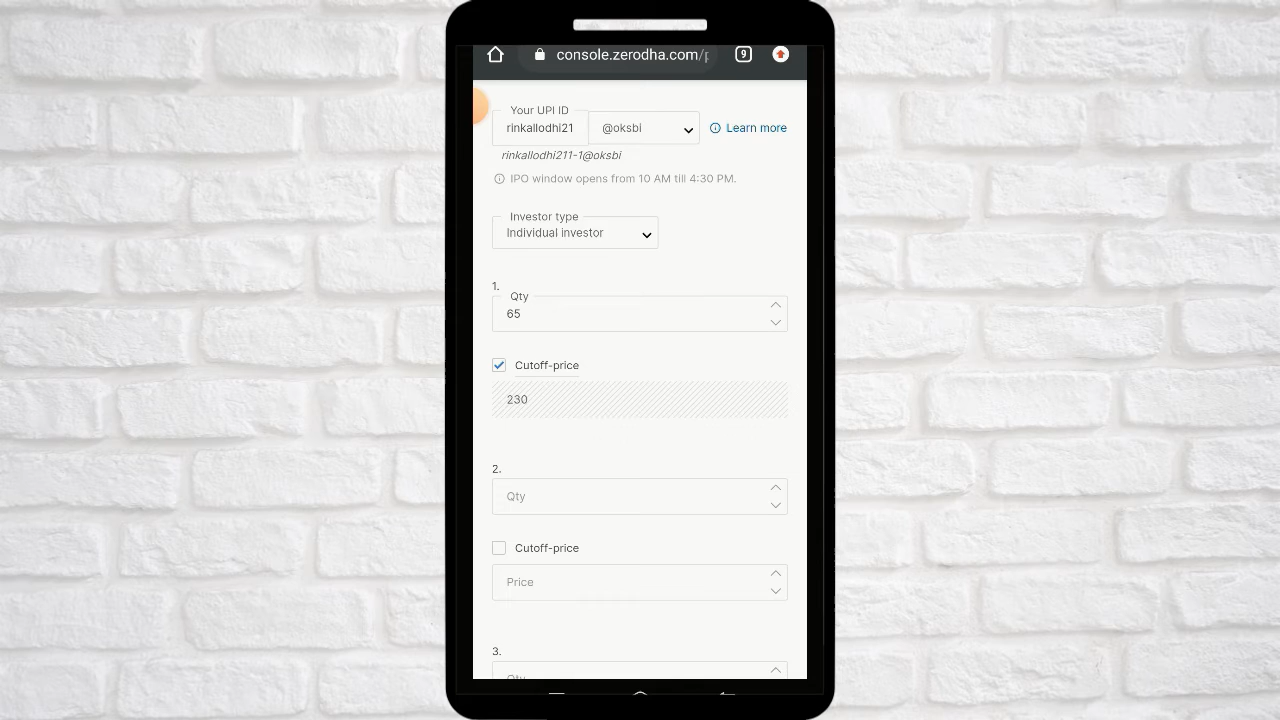 console.zerodha.com/p
9
Your UPI ID
rinkallodhi21 @oksbi Learn more
rinkallodhi211-1@oksbi
IPO window opens from 10 AM till 4:30 PM.
Investor type
Individual investor
1.
Qty
65
Cutoff-price
230
2.
Qty
Cutoff-price
Price
3.
Qty